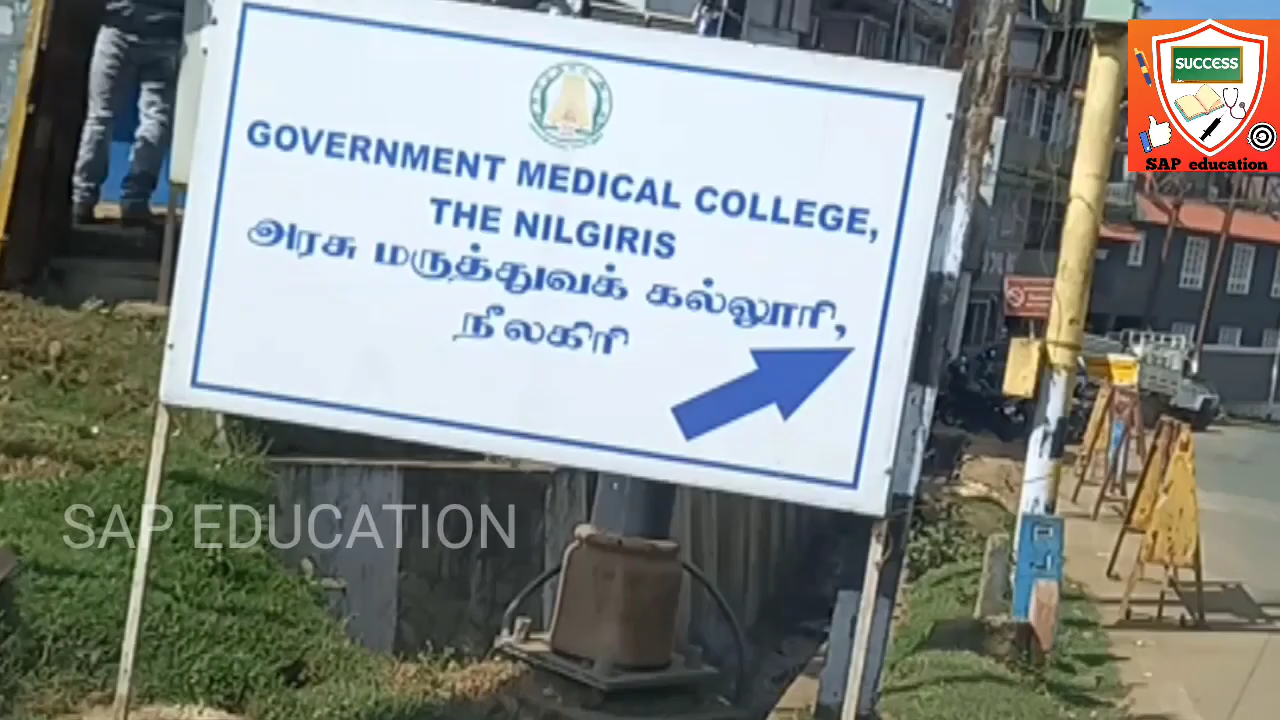 GOVERNMENT MEDICAL COLLEGE,
THE NILGIRIS
அரசு மருத்துவக் கல்லூரி,
நீலகிரி
SUCCESS
SAP education
SAP EDUCATION